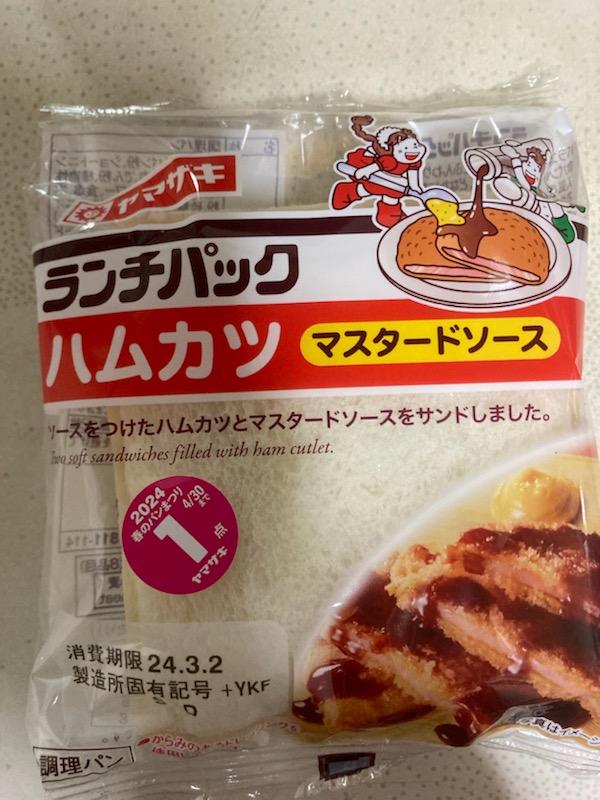 ヤマザキ
ランチパック
ハムカツ マスタードソース
ソースをつけたハムカツとマスタードソースをサンドしました。
Two soft sandwiches filled with ham cutlet.
2024
春のパンまつり
4/30まで
1点
ヤマザキ
消費期限 24.3.2
製造所固有記号 +YKF
調理パン